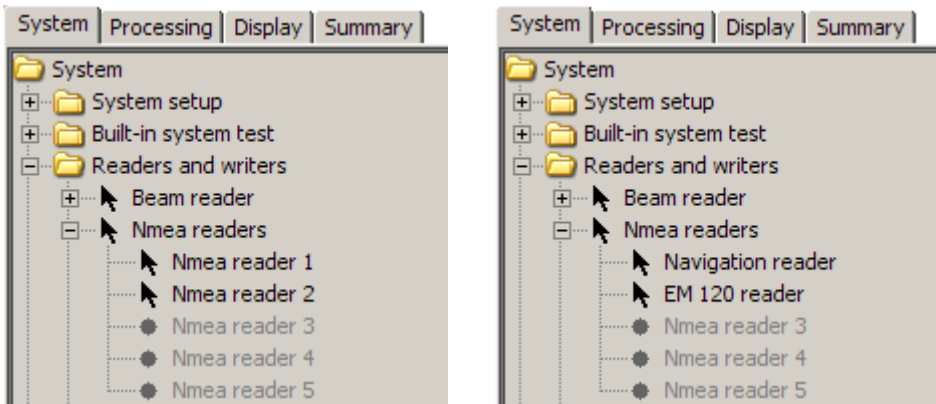 System Processing Display Summary
System
System setup
Built-in system test
Readers and writers
Beam reader
Nmea readers
Nmea reader 1
Nmea reader 2
Nmea reader 3
Nmea reader 4
Nmea reader 5
System Processing Display Summary
System
System setup
Built-in system test
Readers and writers
Beam reader
Nmea readers
Navigation reader
EM 120 reader
Nmea reader 3
Nmea reader 4
Nmea reader 5